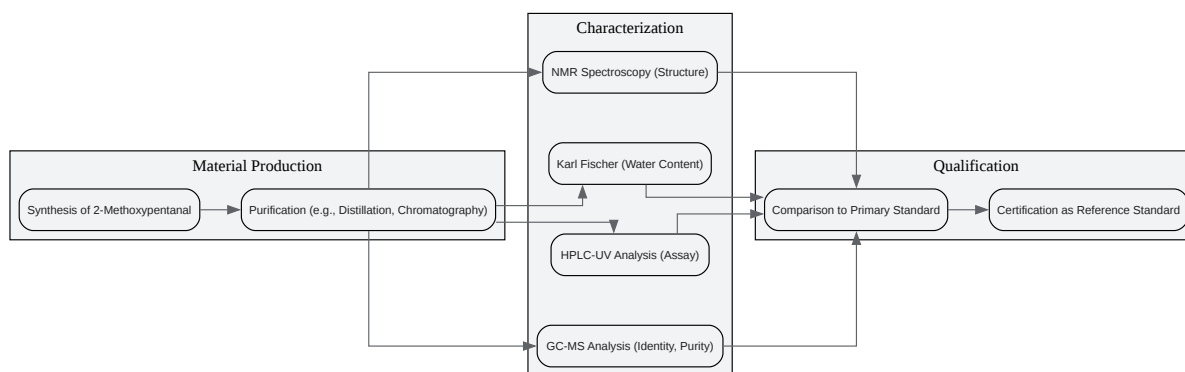 Material Production
Synthesis of 2-Methoxypentanal
Purification (e.g., Distillation, Chromatography)
Characterization
NMR Spectroscopy (Structure)
Karl Fischer (Water Content)
HPLC-UV Analysis (Assay)
GC-MS Analysis (Identity, Purity)
Qualification
Comparison to Primary Standard
Certification as Reference Standard